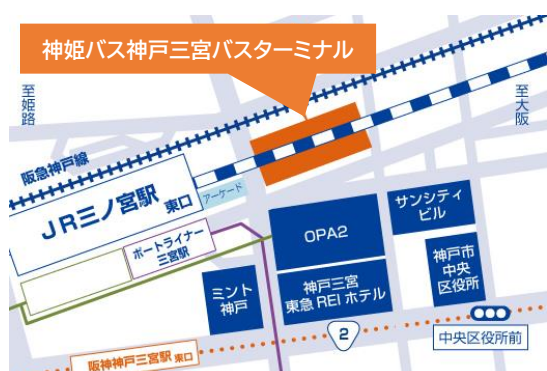 神姫バス神戸三宮バスターミナル
至姫路
至大阪
阪急神戸線
JR三ノ宮駅
東口
アーケード
サンシティ
ビル
OPA2
ポートライナー
三宮駅
神戸市
中央
区役所
ミント
神戸
神戸三宮
東急REIホテル
2
中央区役所前
阪神神戸三宮駅 東口